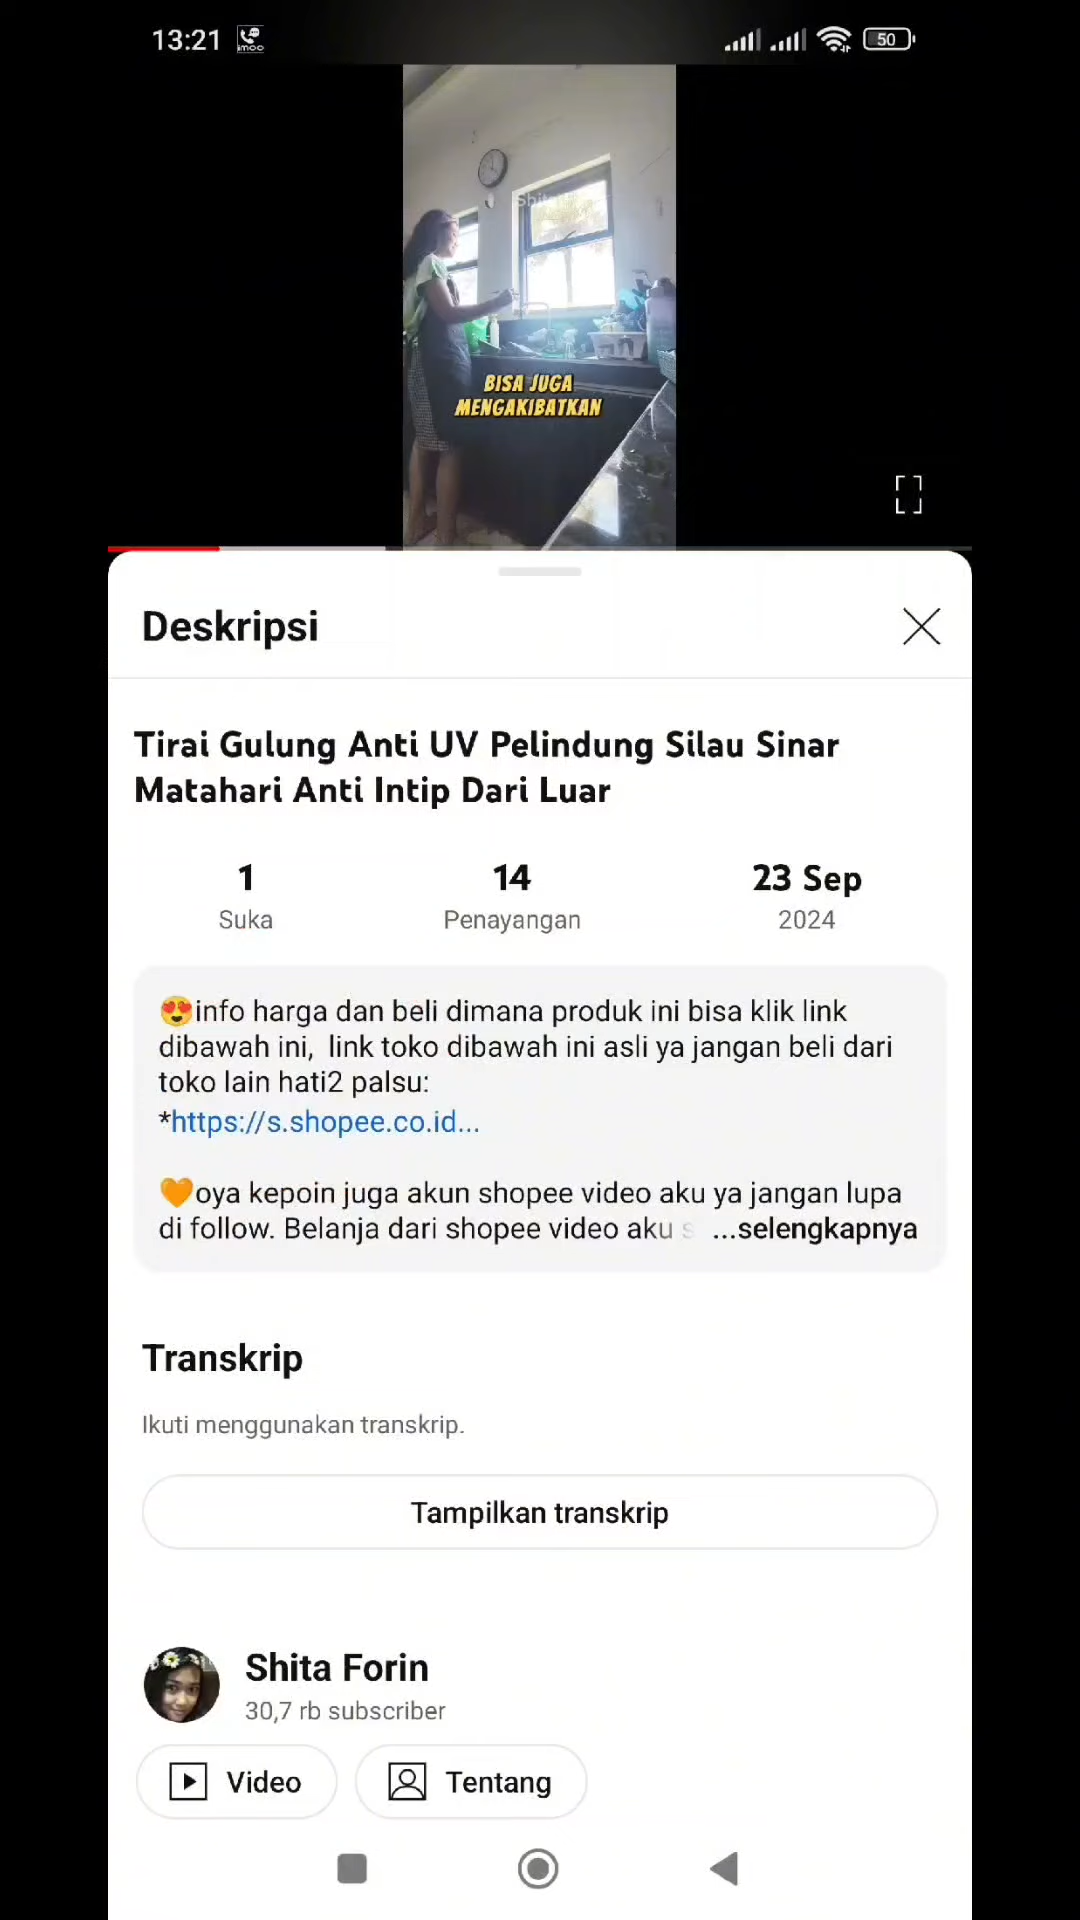 13:21
imoo
50
Shita
BISA JUGA
MENGAKIBATKAN
Deskripsi
Tirai Gulung Anti UV Pelindung Silau Sinar
Matahari Anti Intip Dari Luar
1
Suka
14
Penayangan
23 Sep
2024
😍info harga dan beli dimana produk ini bisa klik link
dibawah ini,  link toko dibawah ini asli ya jangan beli dari
toko lain hati2 palsu:
*https://s.shopee.co.id...
🧡oya kepoin juga akun shopee video aku ya jangan lupa
di follow. Belanja dari shopee video aku s ...selengkapnya
Transkrip
Ikuti menggunakan transkrip.
Tampilkan transkrip
Shita Forin
30,7 rb subscriber
Video
Tentang